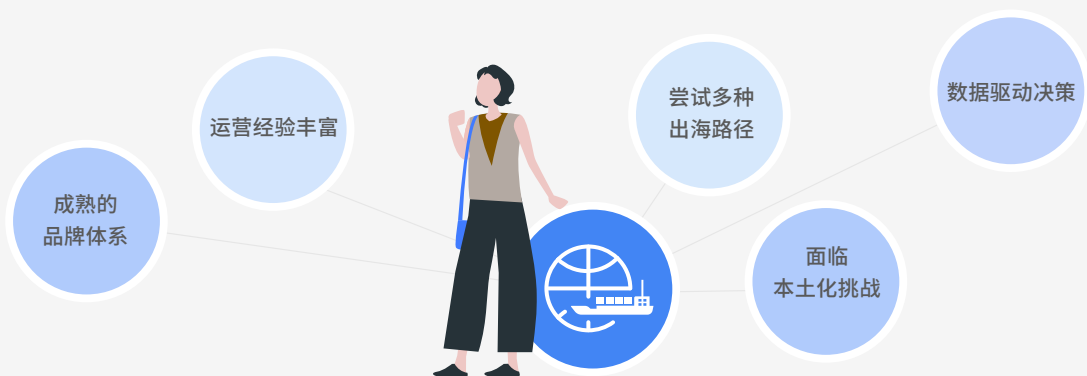 成熟的
品牌体系
运营经验丰富
尝试多种
出海路径
数据驱动决策
面临
本土化挑战